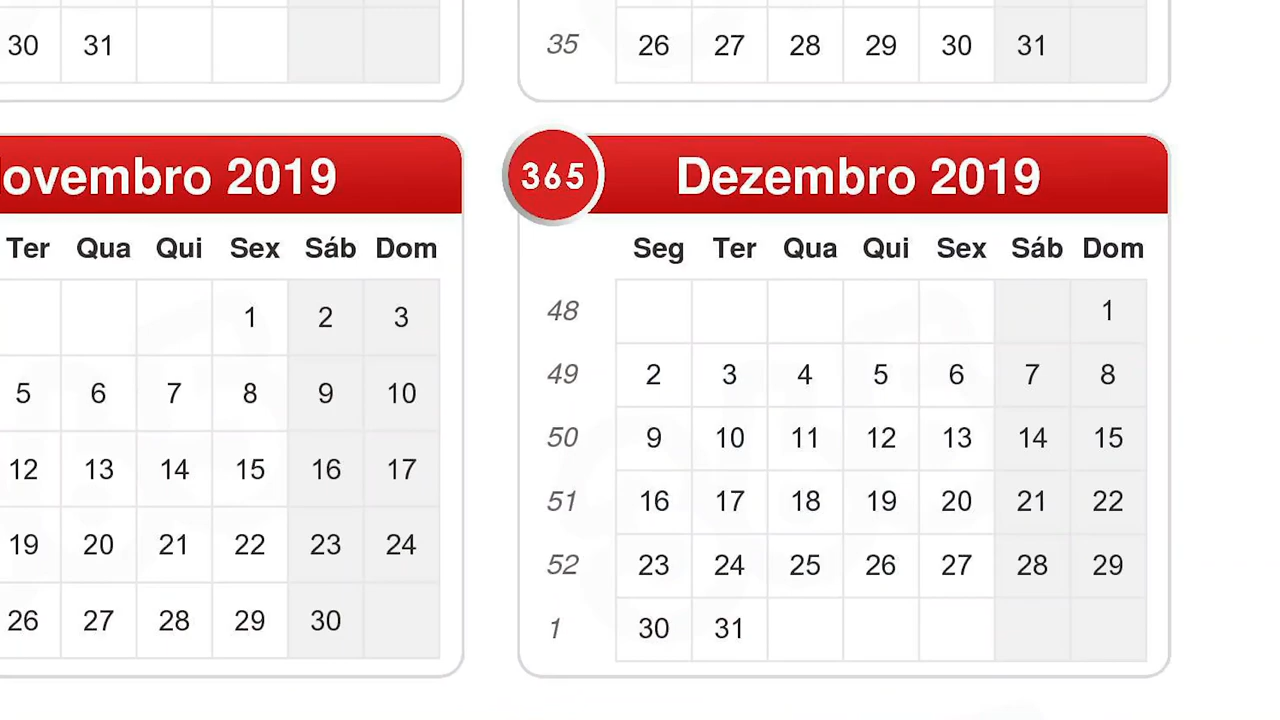 30 31
35 26 27 28 29 30 31
ovembro 2019
Ter Qua Qui Sex Sáb Dom
1 2 3
5 6 7 8 9 10
12 13 14 15 16 17
19 20 21 22 23 24
26 27 28 29 30
365
Dezembro 2019
Seg Ter Qua Qui Sex Sáb Dom
48 1
49 2 3 4 5 6 7 8
50 9 10 11 12 13 14 15
51 16 17 18 19 20 21 22
52 23 24 25 26 27 28 29
1 30 31